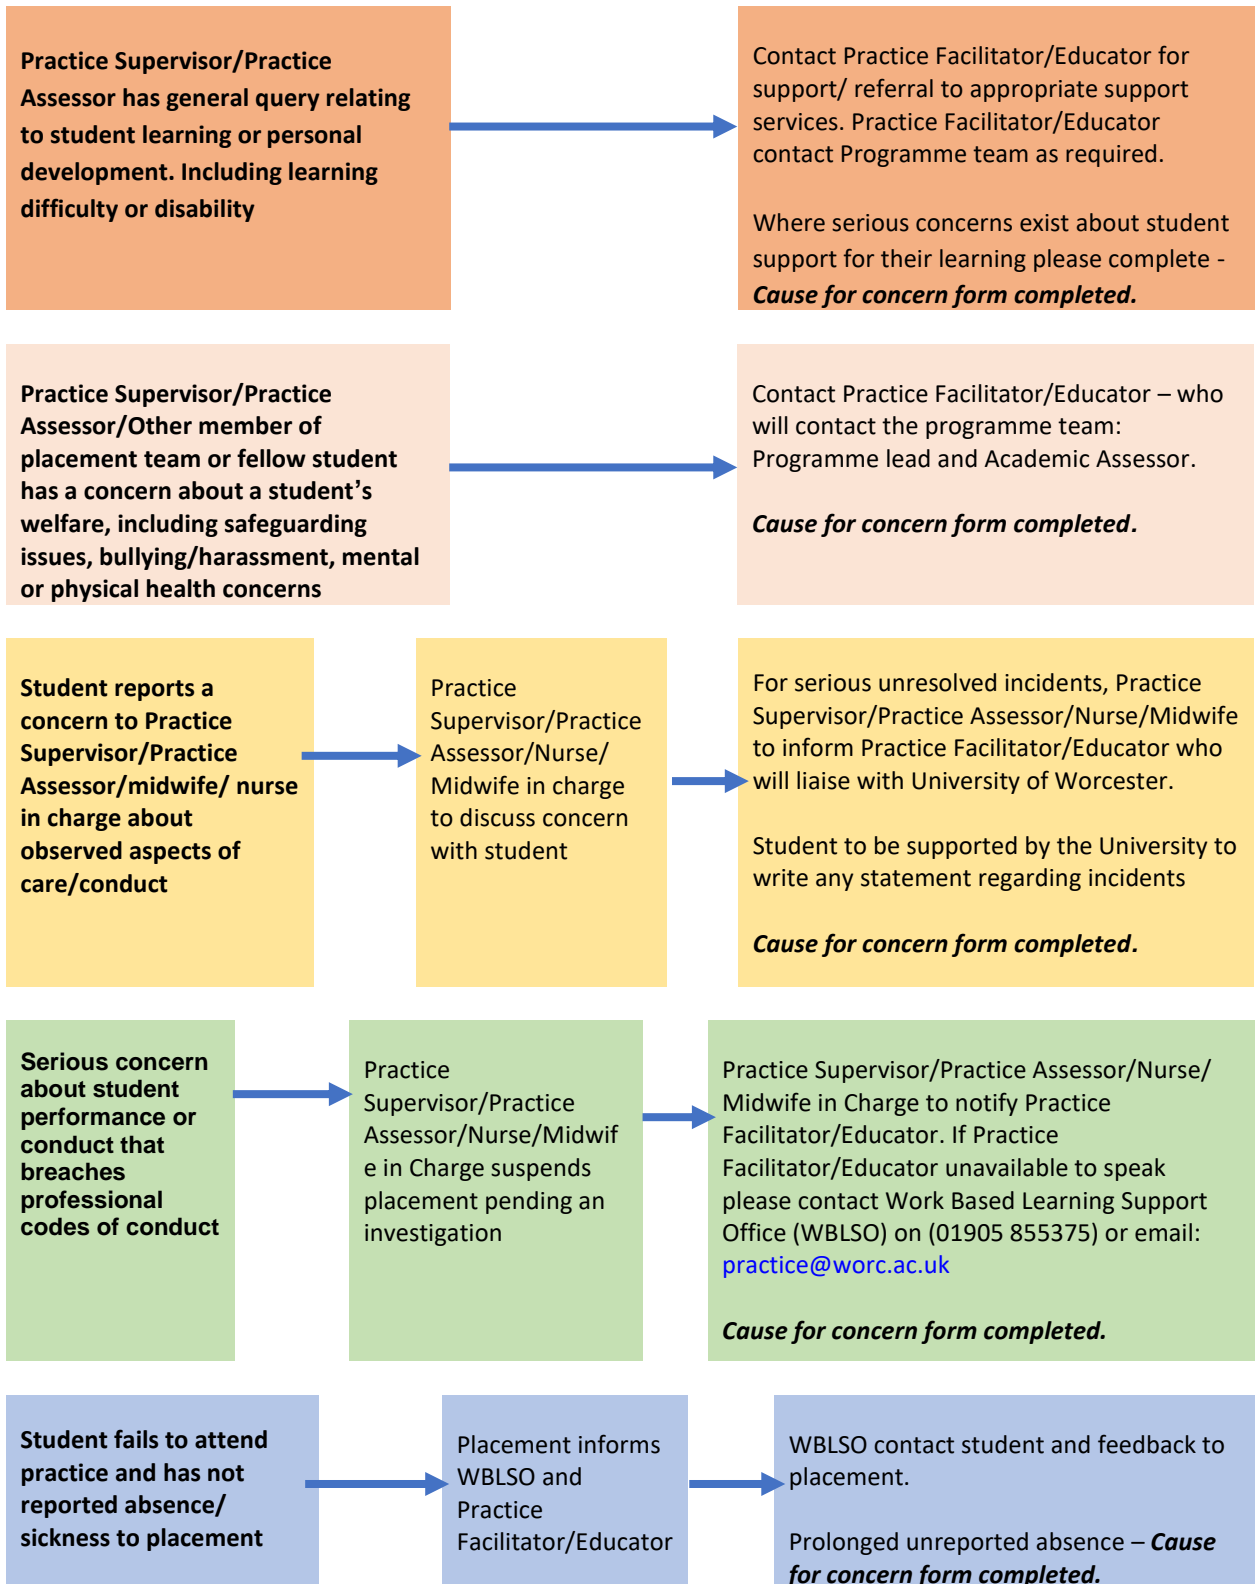 Practice Supervisor/Practice
Assessor has general query relating
to student learning or personal
development. Including learning
difficulty or disability
Contact Practice Facilitator/Educator for
support/ referral to appropriate support
services. Practice Facilitator/Educator
contact Programme team as required.
Where serious concerns exist about student
support for their learning please complete -
Cause for concern form completed.
Practice Supervisor/Practice
Assessor/Other member of
placement team or fellow student
has a concern about a student’s
welfare, including safeguarding
issues, bullying/harassment, mental
or physical health concerns
Contact Practice Facilitator/Educator – who
will contact the programme team:
Programme lead and Academic Assessor.
Cause for concern form completed.
Student reports a
concern to Practice
Supervisor/Practice
Assessor/midwife/ nurse
in charge about
observed aspects of
care/conduct
Practice
Supervisor/Practice
Assessor/Nurse/
Midwife in charge
to discuss concern
with student
For serious unresolved incidents, Practice
Supervisor/Practice Assessor/Nurse/Midwife
to inform Practice Facilitator/Educator who
will liaise with University of Worcester.
Student to be supported by the University to
write any statement regarding incidents
Cause for concern form completed.
Serious concern
about student
performance or
conduct that
breaches
professional
codes of conduct
Practice
Supervisor/Practice
Assessor/Nurse/Midwif
e in Charge suspends
placement pending an
investigation
Practice Supervisor/Practice Assessor/Nurse/
Midwife in Charge to notify Practice
Facilitator/Educator. If Practice
Facilitator/Educator unavailable to speak
please contact Work Based Learning Support
Office (WBLSO) on (01905 855375) or email:
practice@worc.ac.uk
Cause for concern form completed.
Student fails to attend
practice and has not
reported absence/
sickness to placement
Placement informs
WBLSO and
Practice
Facilitator/Educator
WBLSO contact student and feedback to
placement.
Prolonged unreported absence – Cause
for concern form completed.